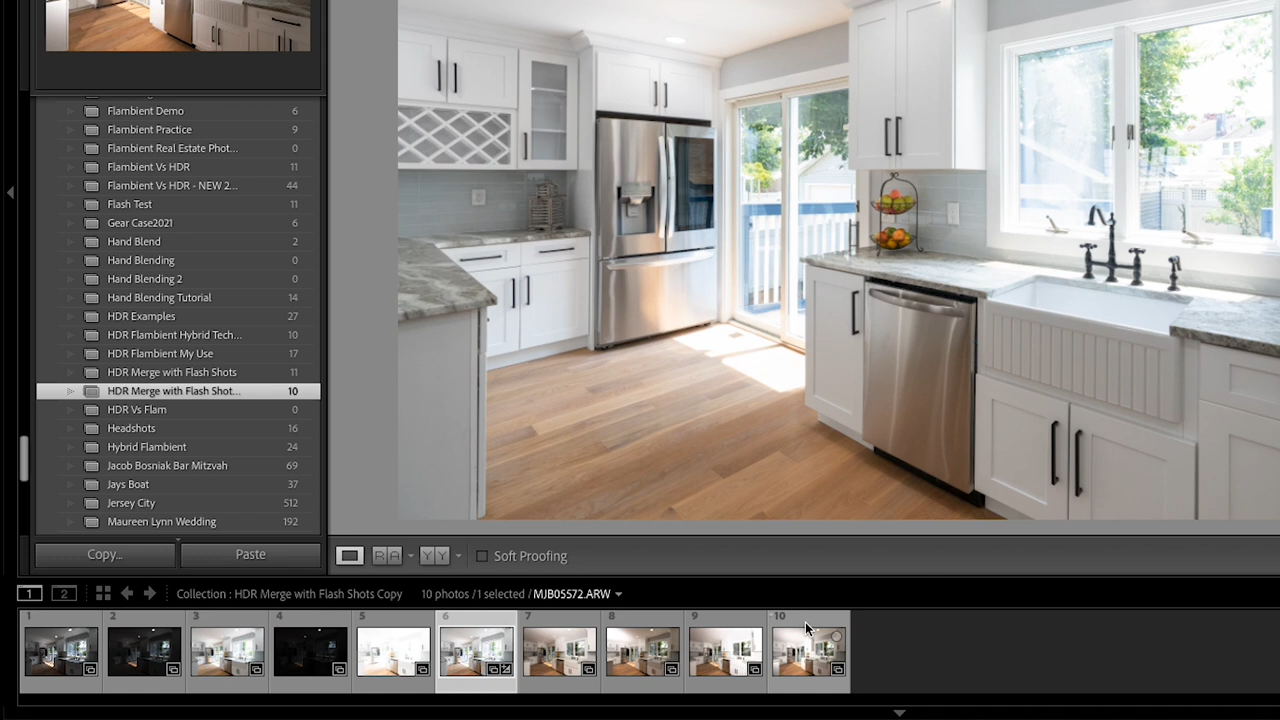 Flambient Demo 6
Flambient Practice 9
Flambient Real Estate Phot... 0
Flambient Vs HDR 11
Flambient Vs HDR - NEW 2... 44
Flash Test 11
Gear Case2021 6
Hand Blend 2
Hand Blending 0
Hand Blending 2 0
Hand Blending Tutorial 14
HDR Examples 27
HDR Flambient Hybrid Tech... 10
HDR Flambient My Use 17
HDR Merge with Flash Shots 11
HDR Merge with Flash Shot... 10
HDR Vs Flam 0
Headshots 16
Hybrid Flambient 24
Jacob Bosniak Bar Mitzvah 69
Jays Boat 37
Jersey City 512
Maureen Lynn Wedding 192
Copy... Paste
R A Y Y Soft Proofing
1 2 Collection : HDR Merge with Flash Shots Copy 10 photos / 1 selected / MJB05572.ARW
1 2 3 4 5 6 7 8 9 10